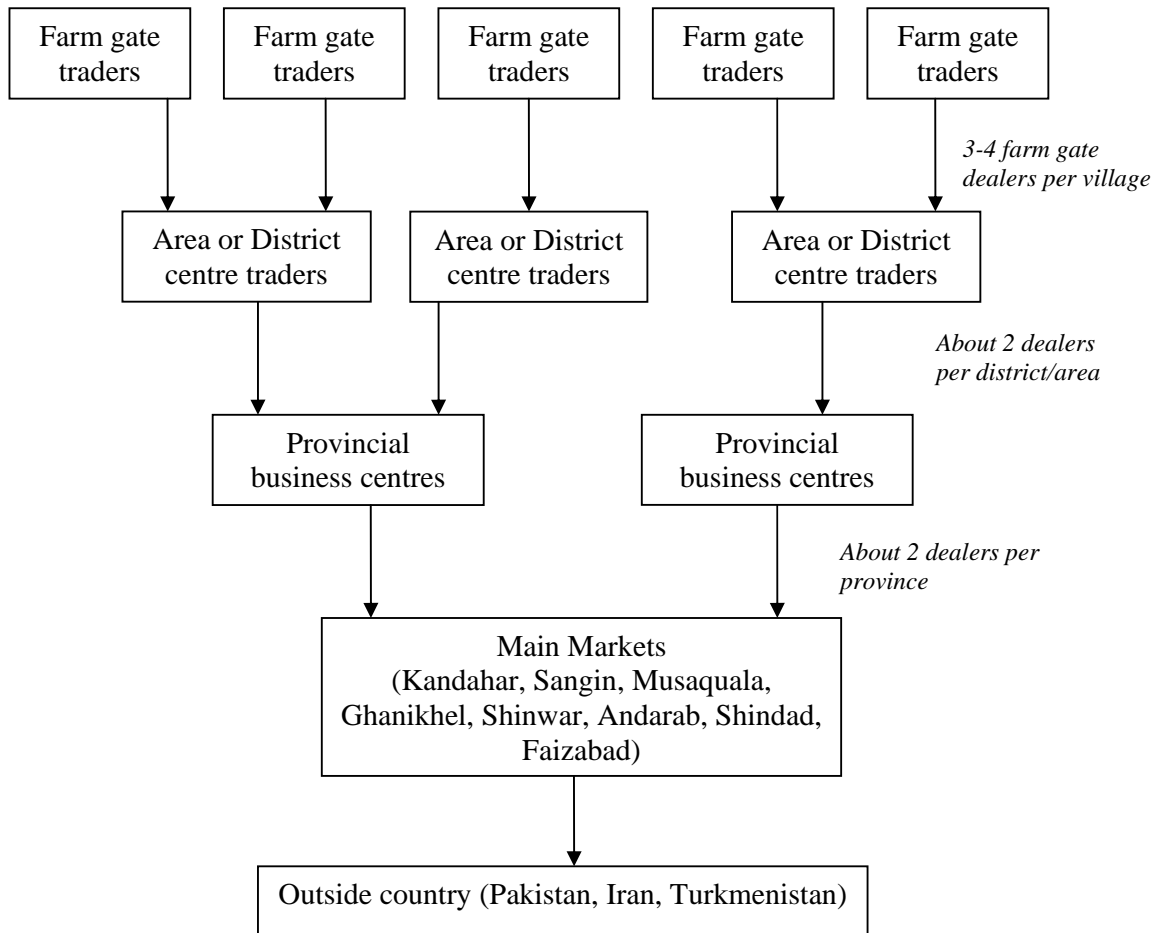 Farm gate
traders
Farm gate
traders
Farm gate
traders
Farm gate
traders
Farm gate
traders
3-4 farm gate
dealers per village
Area or District
centre traders
Area or District
centre traders
Area or District
centre traders
About 2 dealers
per district/area
Provincial
business centres
Provincial
business centres
About 2 dealers per
province
Main Markets
(Kandahar, Sangin, Musaquala,
Ghanikhel, Shinwar, Andarab, Shindad,
Faizabad)
Outside country (Pakistan, Iran, Turkmenistan)